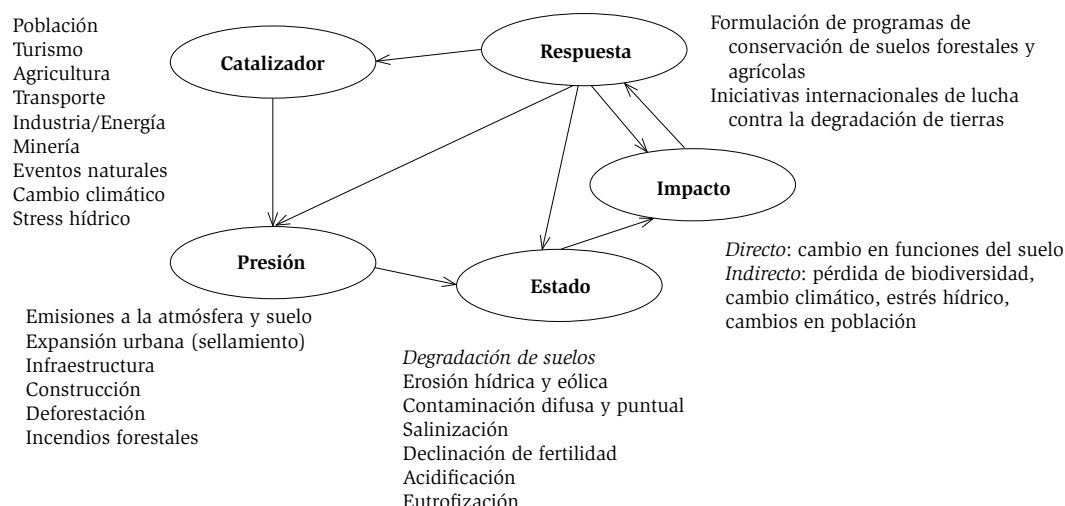 Población
Turismo
Agricultura
Transporte
Industria/Energía
Minería
Eventos naturales
Cambio climático
Stress hídrico
Catalizador
Respuesta
Formulación de programas de
conservación de suelos forestales y
agrícolas
Iniciativas internacionales de lucha
contra la degradación de tierras
Impacto
Directo: cambio en funciones del suelo
Indirecto: pérdida de biodiversidad,
cambio climático, estrés hídrico,
cambios en población
Presión
Emisiones a la atmósfera y suelo
Expansión urbana (sellamiento)
Infraestructura
Construcción
Deforestación
Incendios forestales
Estado
Degradación de suelos
Erosión hídrica y eólica
Contaminación difusa y puntual
Salinización
Declinación de fertilidad
Acidificación
Eutrofización